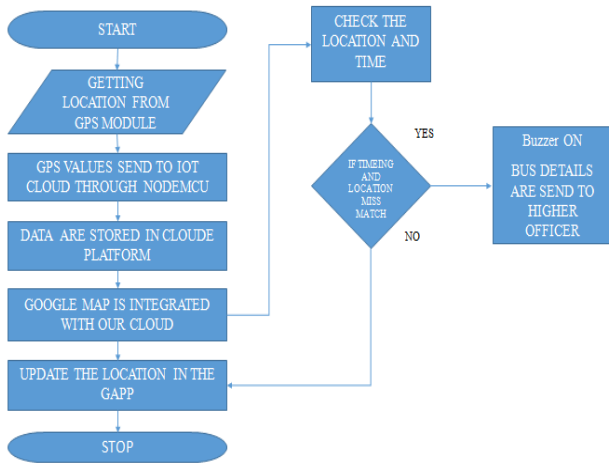 START
GETTING
LOCATION FROM
GPS MODULE
GPS VALUES SEND TO IOT
CLOUD THROUGH NODEMCU
DATA ARE STORED IN CLOUDE
PLATFORM
GOOGLE MAP IS INTEGRATED
WITH OUR CLOUD
UPDATE THE LOCATION IN THE
GAPP
STOP
CHECK THE
LOCATION AND
TIME
IF TIMEING
AND
LOCATION
MISS
MATCH
YES
NO
Buzzer ON
BUS DETAILS
ARE SEND TO
HIGHER
OFFICER